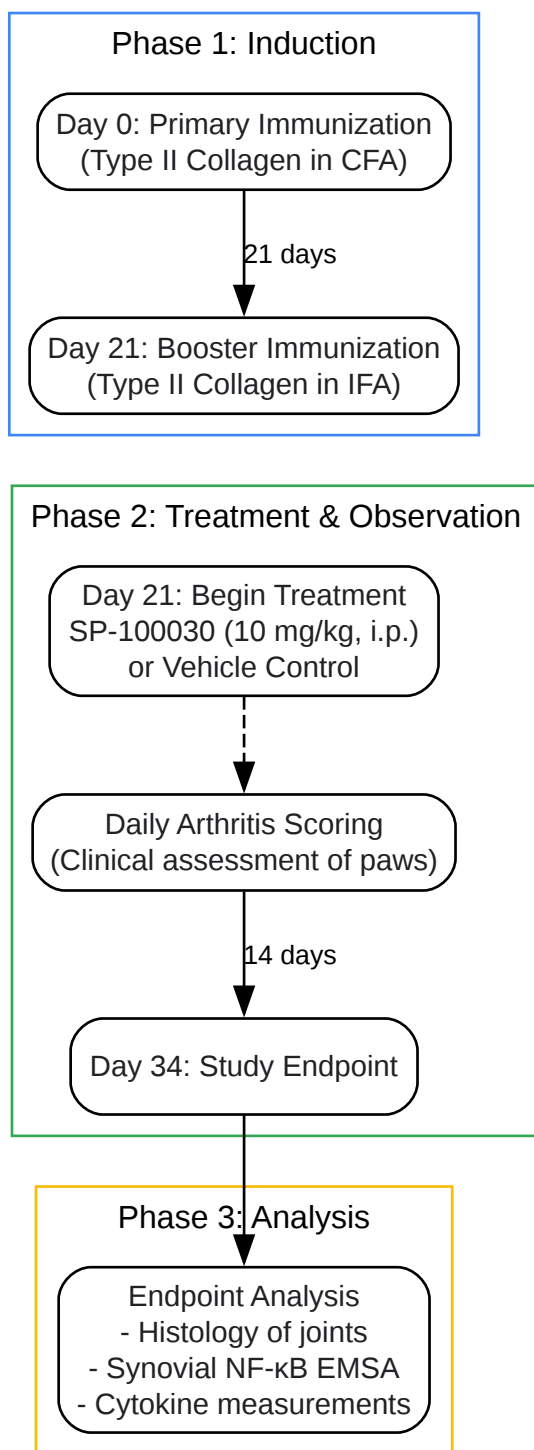 Phase 1: Induction
Day 0: Primary Immunization
(Type II Collagen in CFA)
21 days
Day 21: Booster Immunization
(Type II Collagen in IFA)
Phase 2: Treatment & Observation
Day 21: Begin Treatment
SP-100030 (10 mg/kg, i.p.)
or Vehicle Control
Daily Arthritis Scoring
(Clinical assessment of paws)
14 days
Day 34: Study Endpoint
Phase 3: Analysis
Endpoint Analysis
- Histology of joints
- Synovial NF-κB EMSA
- Cytokine measurements